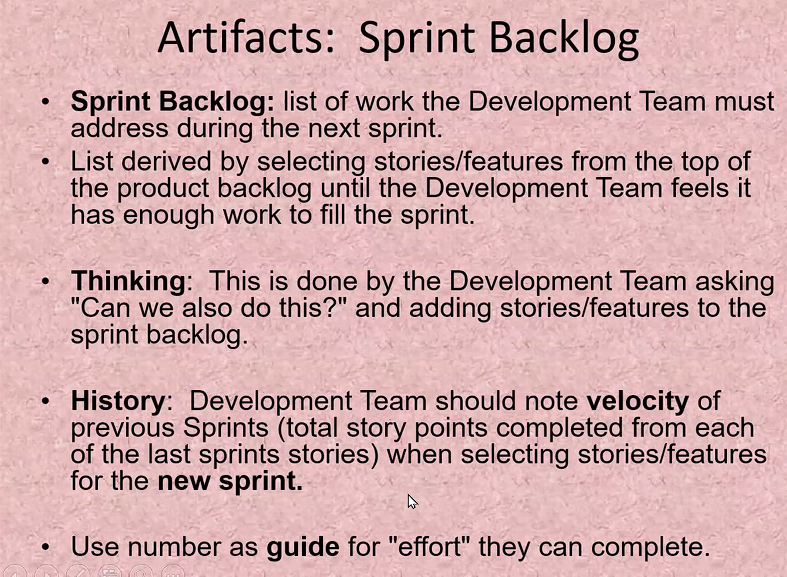 Artifacts:  Sprint Backlog
• Sprint Backlog: list of work the Development Team must
address during the next sprint.
• List derived by selecting stories/features from the top of
the product backlog until the Development Team feels it
has enough work to fill the sprint.
• Thinking:  This is done by the Development Team asking
"Can we also do this?" and adding stories/features to the
sprint backlog.
• History:  Development Team should note velocity of
previous Sprints (total story points completed from each
of the last sprints stories) when selecting stories/features
for the new sprint.
• Use number as guide for "effort" they can complete.